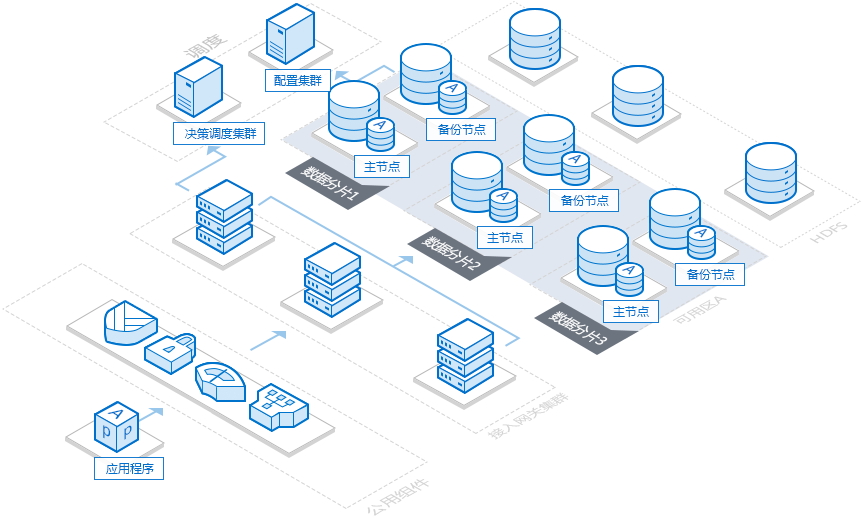 调度
配置集群
决策调度集群
A
备份节点
A
主节点
数据分片1
A
备份节点
A
主节点
数据分片2
A
备份节点
A
主节点
数据分片3
HDFS
可用区A
接入网关集群
A
p
p
应用程序
公用组件